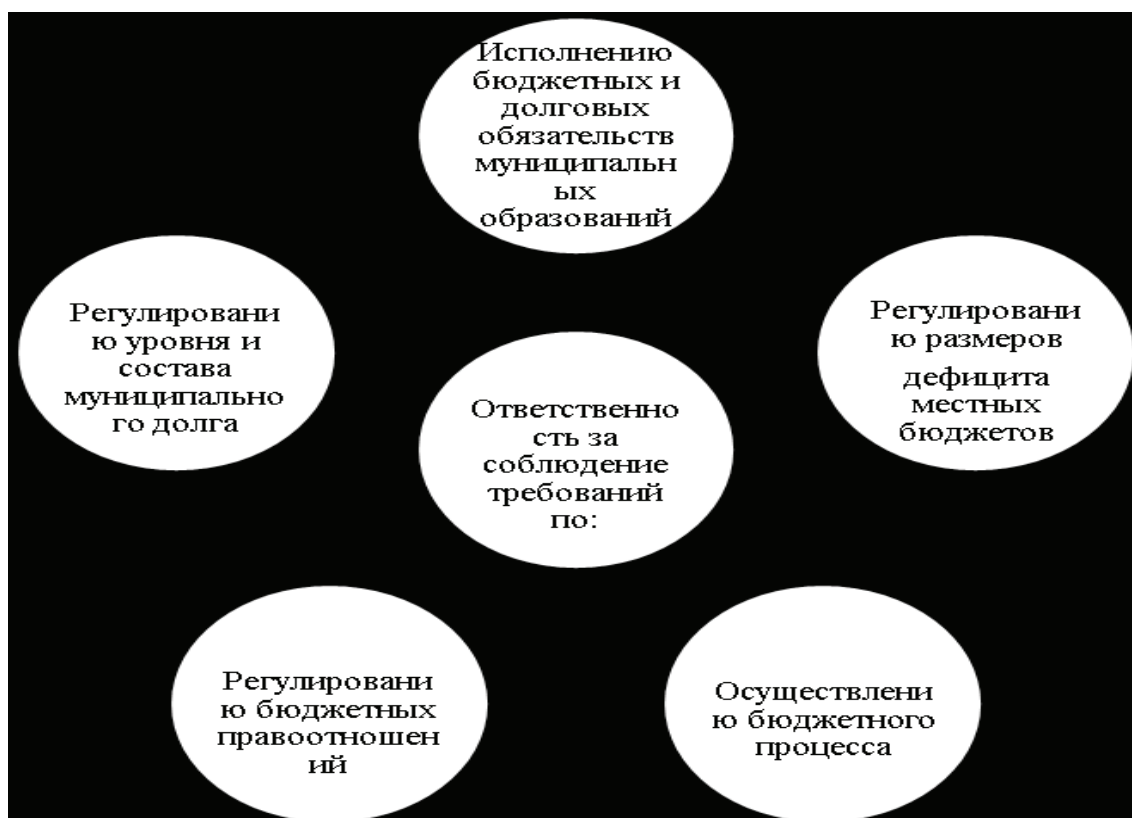 Исполнению
бюджетных и
долговых
обязательств
муниципальн
ых
образований
Регулировани
ю уровня и
состава
муниципально
го долга
Регулировани
ю размеров
дефицита
местных
бюджетов
Ответственно
сть за
соблюдение
требований
по:
Регулировани
ю бюджетных
правоотношен
ий
Осуществлени
ю бюджетного
процесса